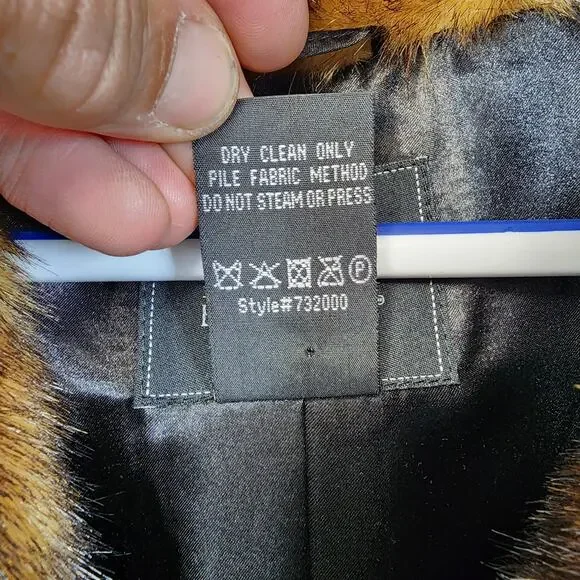 DRY CLEAN ONLY
PILE FABRIC METHOD
DO NOT STEAM OR PRESS
P
Style#732000
®